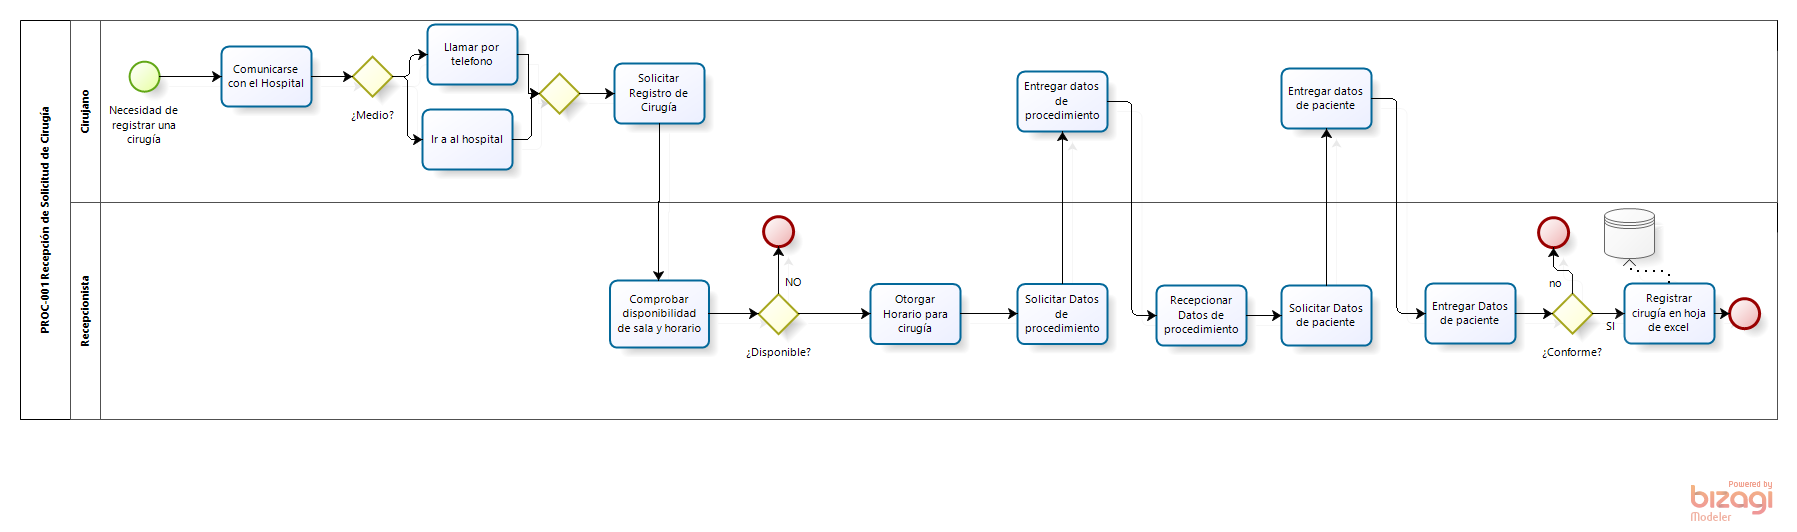 PROC-001 Recepción de Solicitud de Cirugía
Cirujano
Necesidad de
registrar una
cirugía
Comunicarse
con el Hospital
¿Medio?
Llamar por
telefono
Ir a al hospital
Solicitar
Registro de
Cirugía
Entregar datos
de
procedimiento
Entregar datos
de paciente
Recepcionista
Comprobar
disponibilidad
de sala y horario
NO
¿Disponible?
Otorgar
Horario para
cirugía
Solicitar Datos
de
procedimiento
Recepcionar
Datos de
procedimiento
Solicitar Datos
de paciente
Entregar Datos
de paciente
no
¿Conforme?
SI
Registrar
cirugía en hoja
de excel
Powered by
bizagi
Modeler